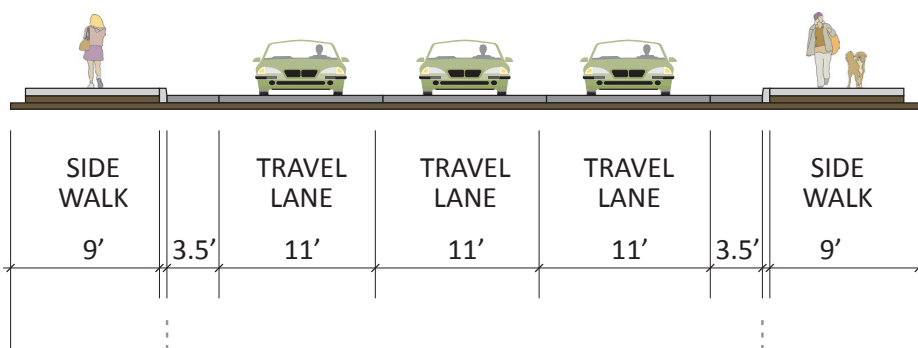 SIDE TRAVEL TRAVEL TRAVEL SIDE
WALK LANE LANE LANE WALK
9’ 3.5’ 11’ 11’ 11’ 3.5’ 9’